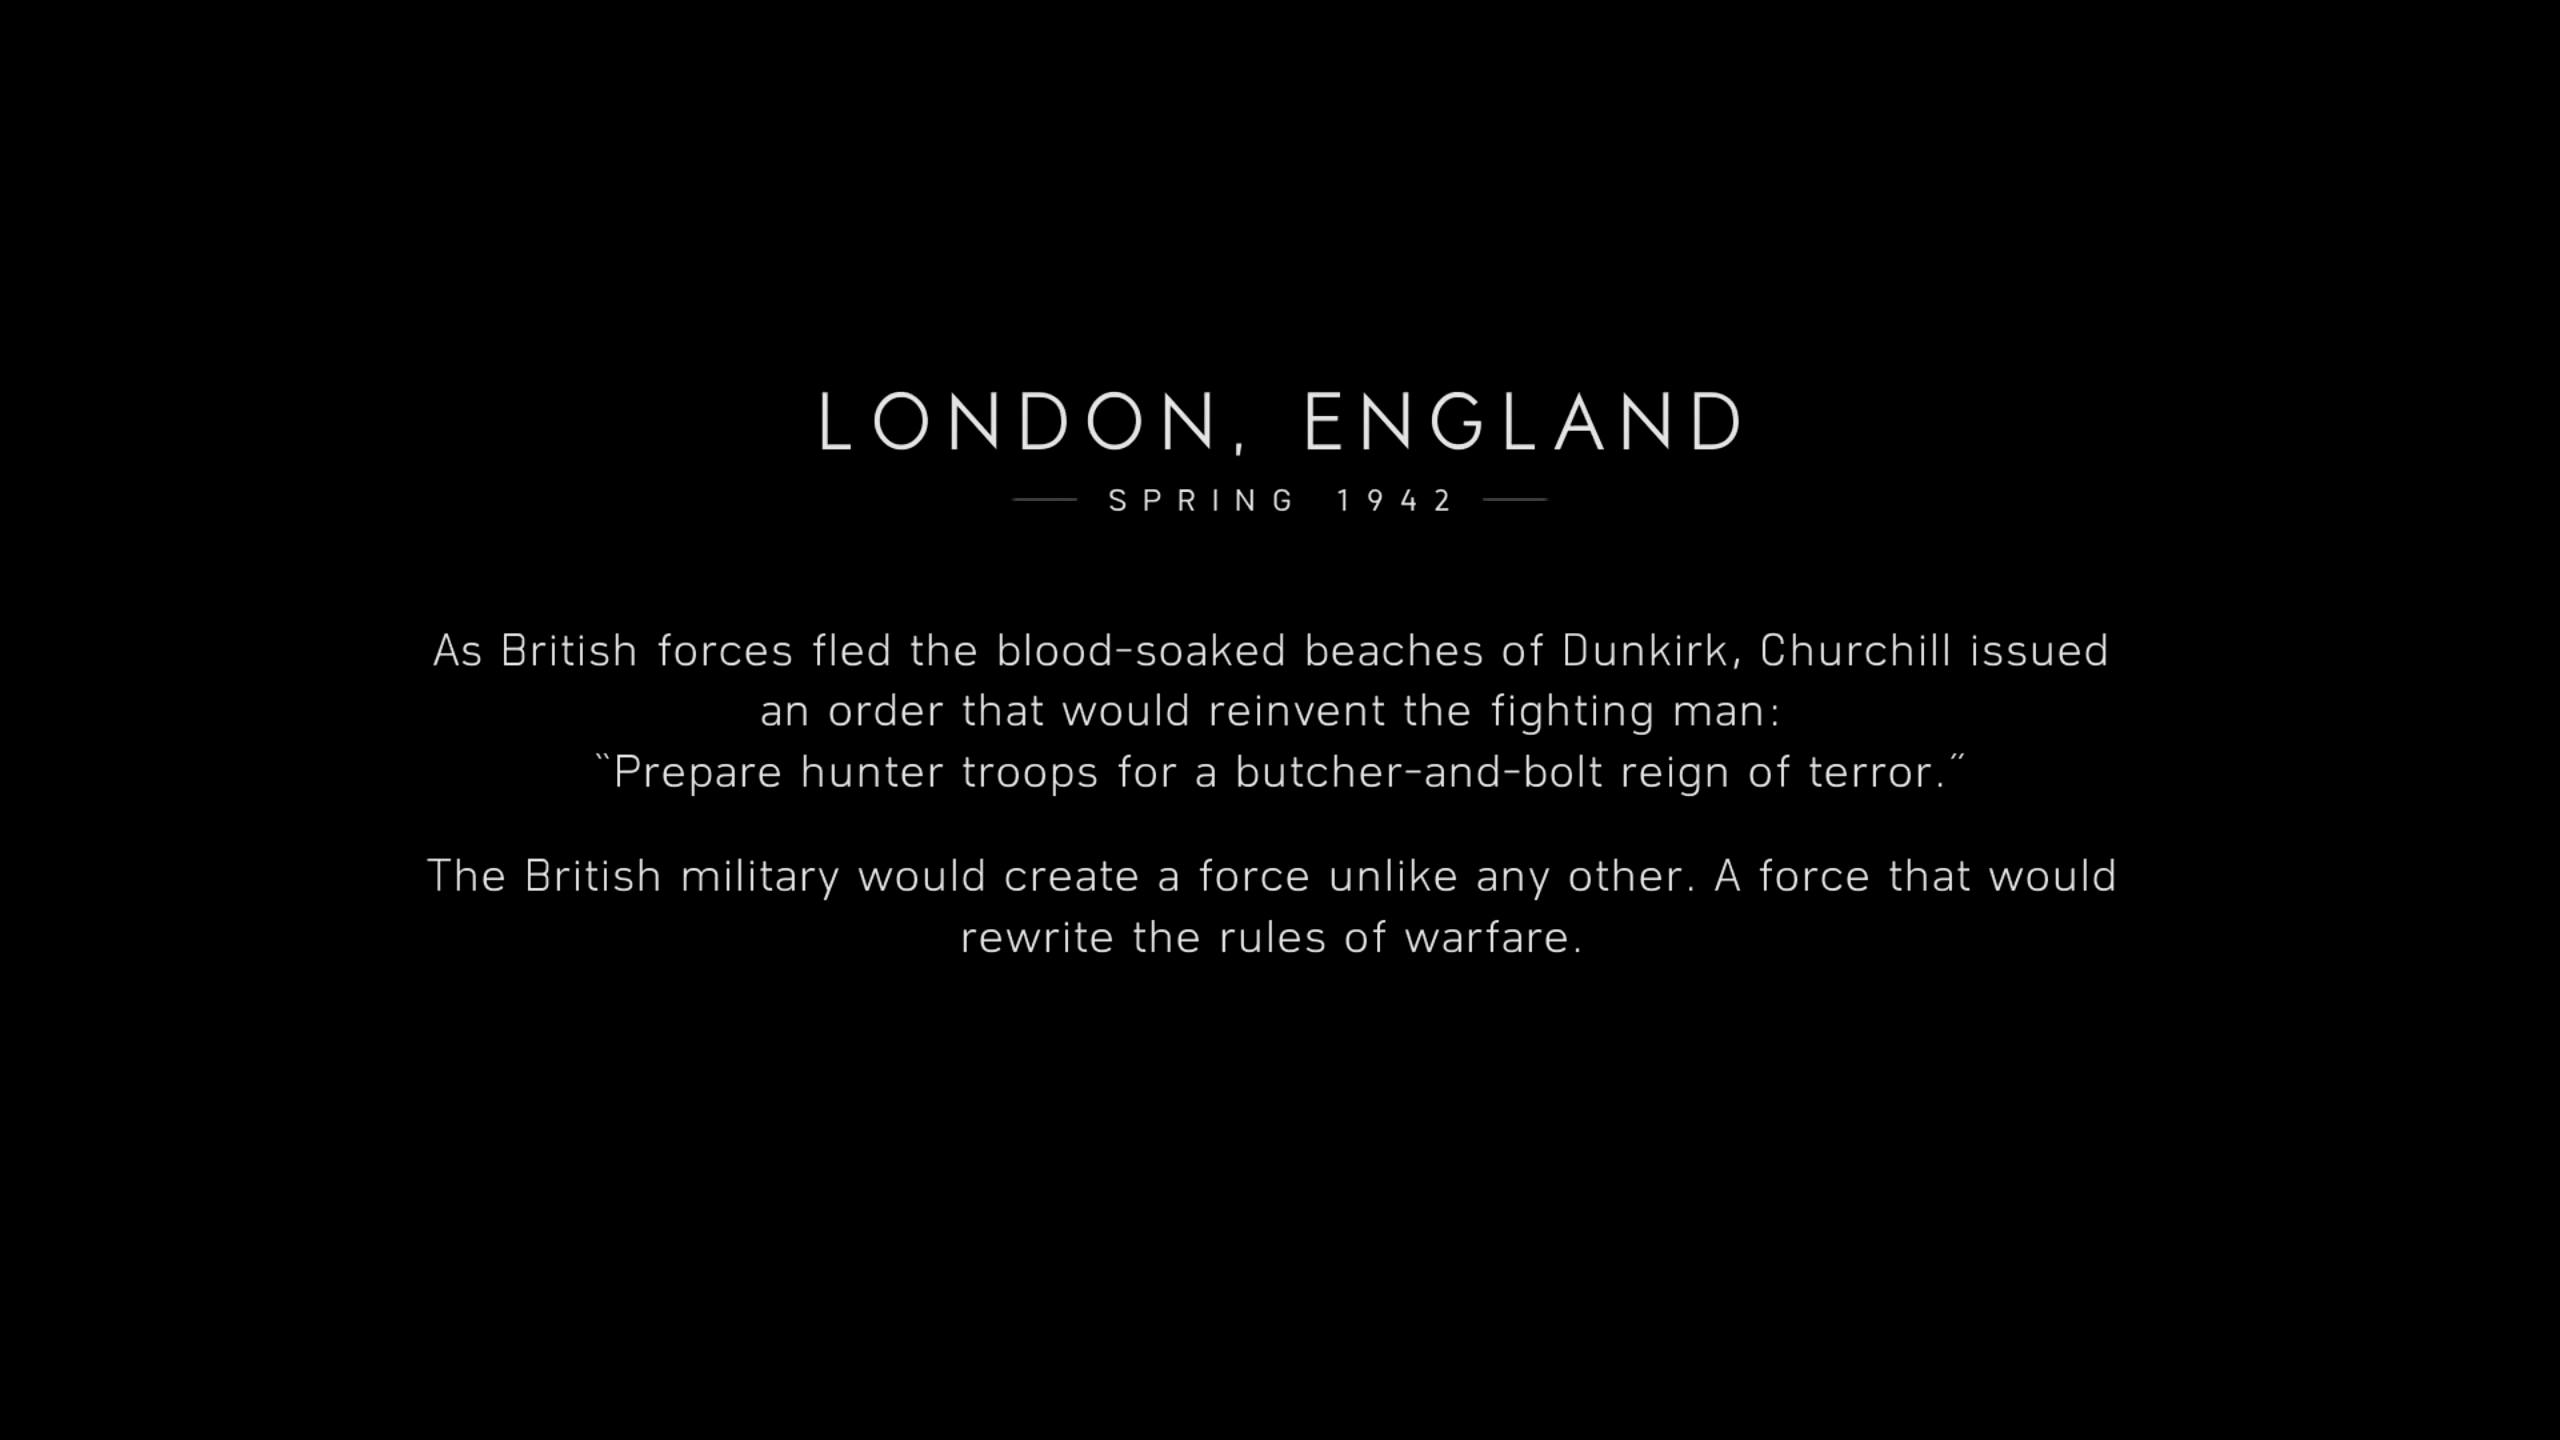 LONDON, ENGLAND
SPRING 1942
As British forces fled the blood-soaked beaches of Dunkirk, Churchill issued
an order that would reinvent the fighting man:
“Prepare hunter troops for a butcher-and-bolt reign of terror.”
The British military would create a force unlike any other. A force that would
rewrite the rules of warfare.